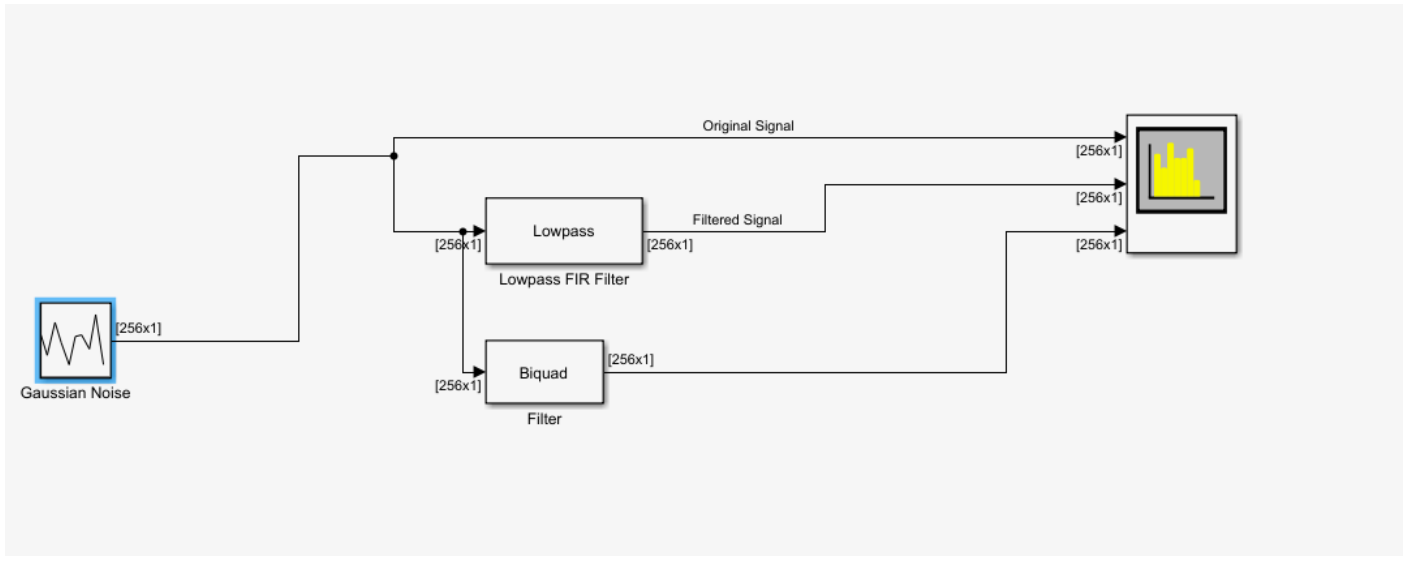 Original Signal
[256x1]
[256x1]
Lowpass
Filtered Signal
[256x1]
[256x1]
[256x1]
Lowpass FIR Filter
[256x1]
Gaussian Noise
Biquad
[256x1]
[256x1]
Filter